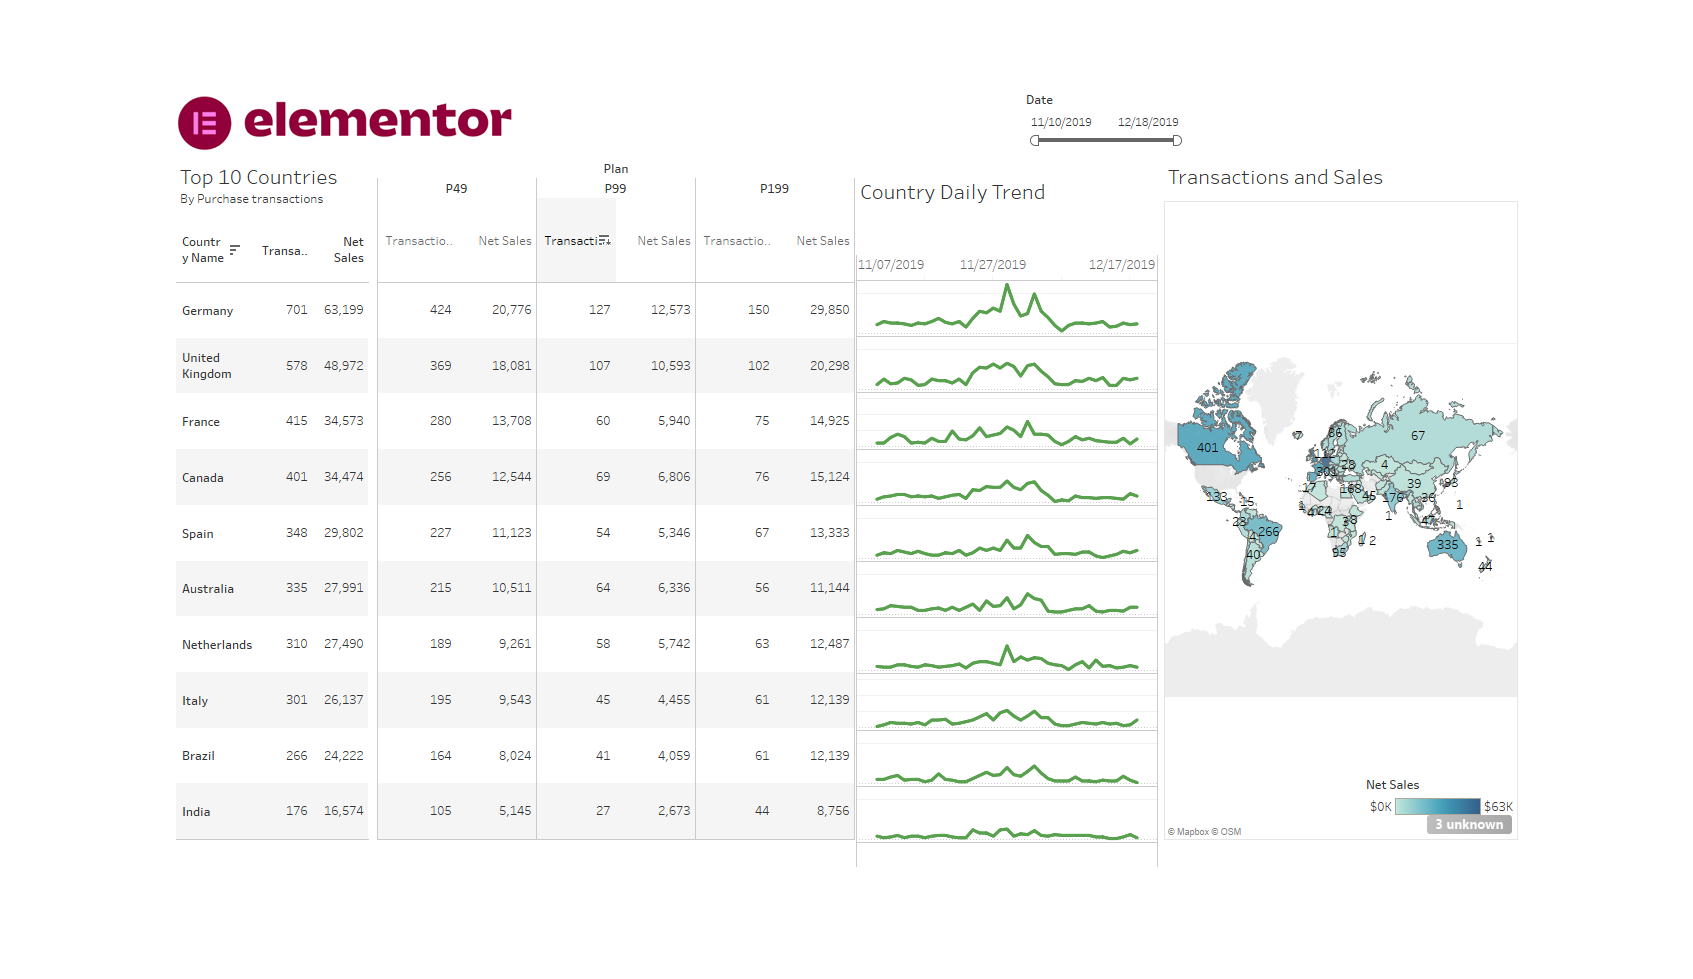 elementor
Date
11/10/2019 12/18/2019
Top 10 Countries
By Purchase transactions
Plan
P49 P99 P199
Countr
y Name Transa.. Net
Sales
Transactio.. Net Sales Transacti Net Sales Transactio.. Net Sales
Germany 701 63,199 424 20,776 127 12,573 150 29,850
United
Kingdom 578 48,972 369 18,081 107 10,593 102 20,298
France 415 34,573 280 13,708 60 5,940 75 14,925
Canada 401 34,474 256 12,544 69 6,806 76 15,124
Spain 348 29,802 227 11,123 54 5,346 67 13,333
Australia 335 27,991 215 10,511 64 6,336 56 11,144
Netherlands 310 27,490 189 9,261 58 5,742 63 12,487
Italy 301 26,137 195 9,543 45 4,455 61 12,139
Brazil 266 24,222 164 8,024 41 4,059 61 12,139
India 176 16,574 105 5,145 27 2,673 44 8,756
Country Daily Trend
11/07/2019 11/27/2019 12/17/2019
Transactions and Sales
7 36 67
401 112
301 28 4
133 15 17 168 45 176 39 36 83
1 24 1 1
23 266 38
4 1 1 2 47 335 1 1
40 95 44
Net Sales
$0K $63K
3 unknown
© Mapbox © OSM